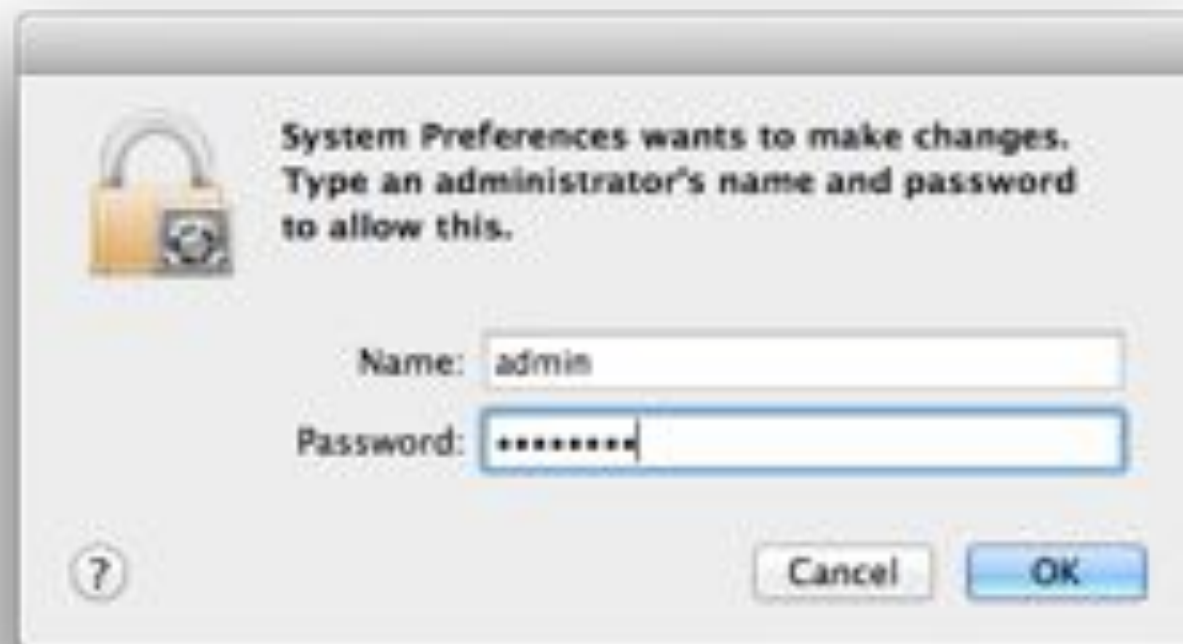 System Preferences wants to make changes.
Type an administrator's name and password
to allow this.
Name: admin
Password: ••••••••
?
Cancel
OK